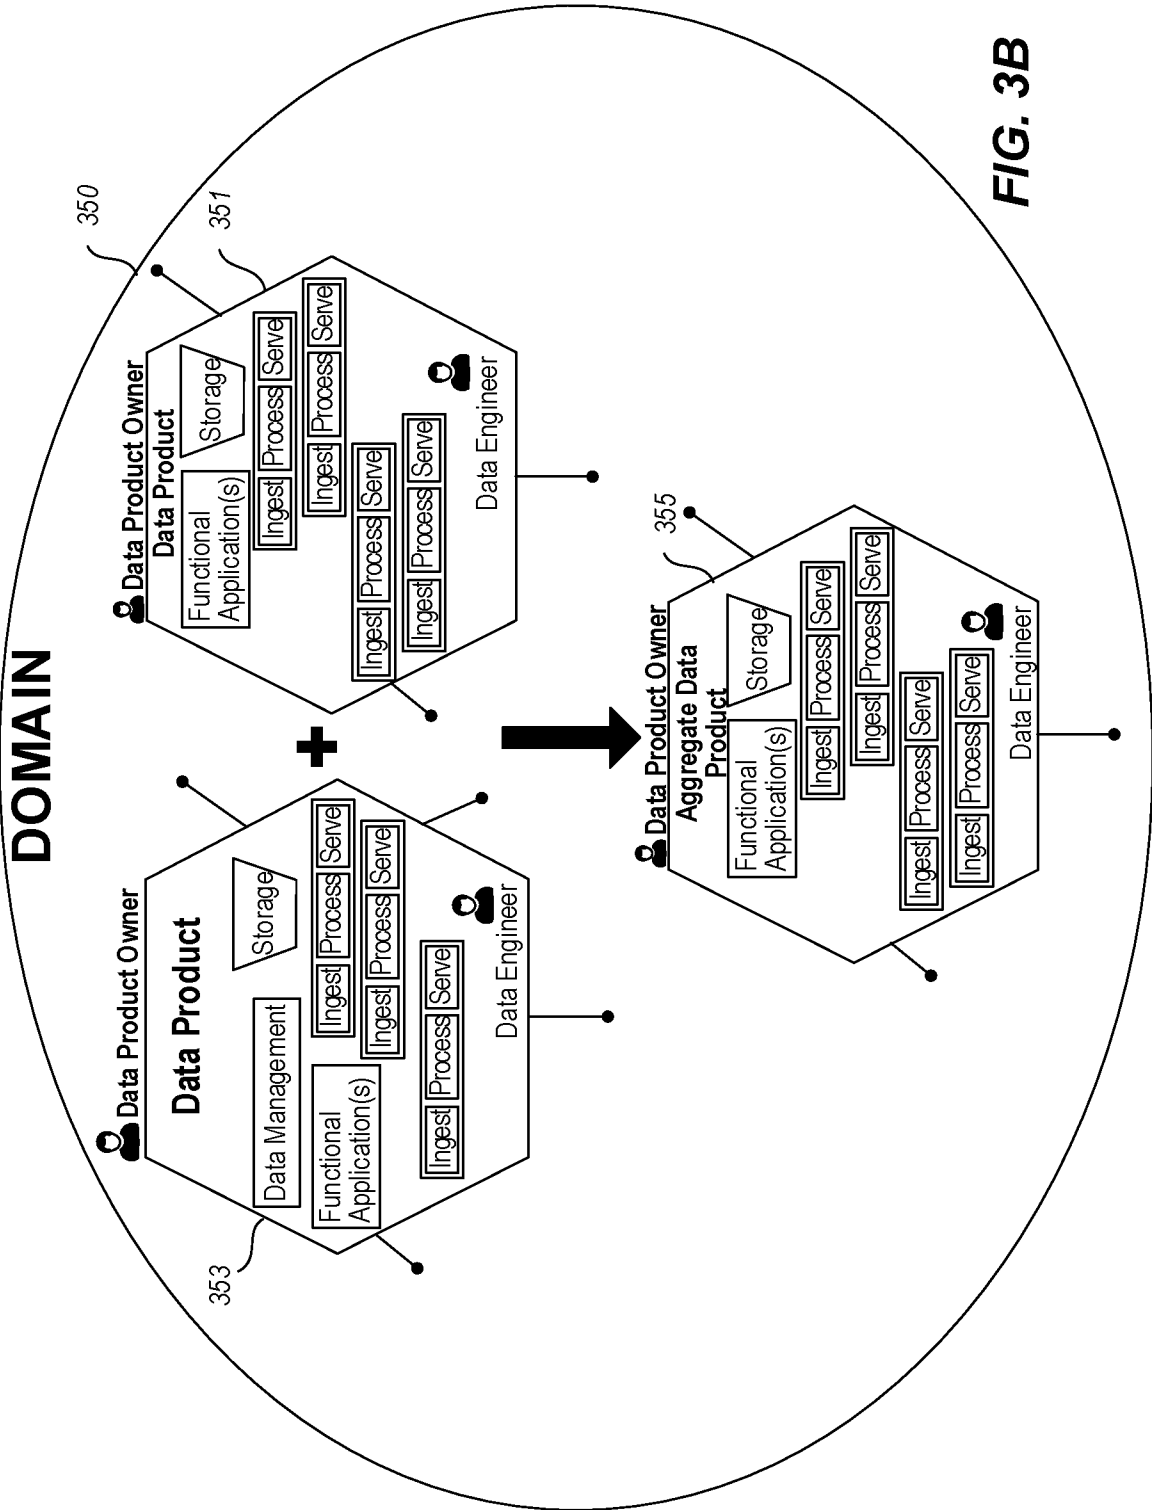 DOMAIN
350
Data Product Owner
Data Product
353
Data Management
Storage
Functional
Application(s)
Ingest Process Serve
Ingest Process Serve
Ingest Process Serve
Data Engineer
+
Data Product Owner
Data Product
351
Functional
Application(s)
Storage
Ingest Process Serve
Ingest Process Serve
Ingest Process Serve
Ingest Process Serve
Data Engineer
Data Product Owner
355
Aggregate Data
Product
Functional
Application(s)
Storage
Ingest Process Serve
Ingest Process Serve
Ingest Process Serve
Ingest Process Serve
Data Engineer
FIG. 3B